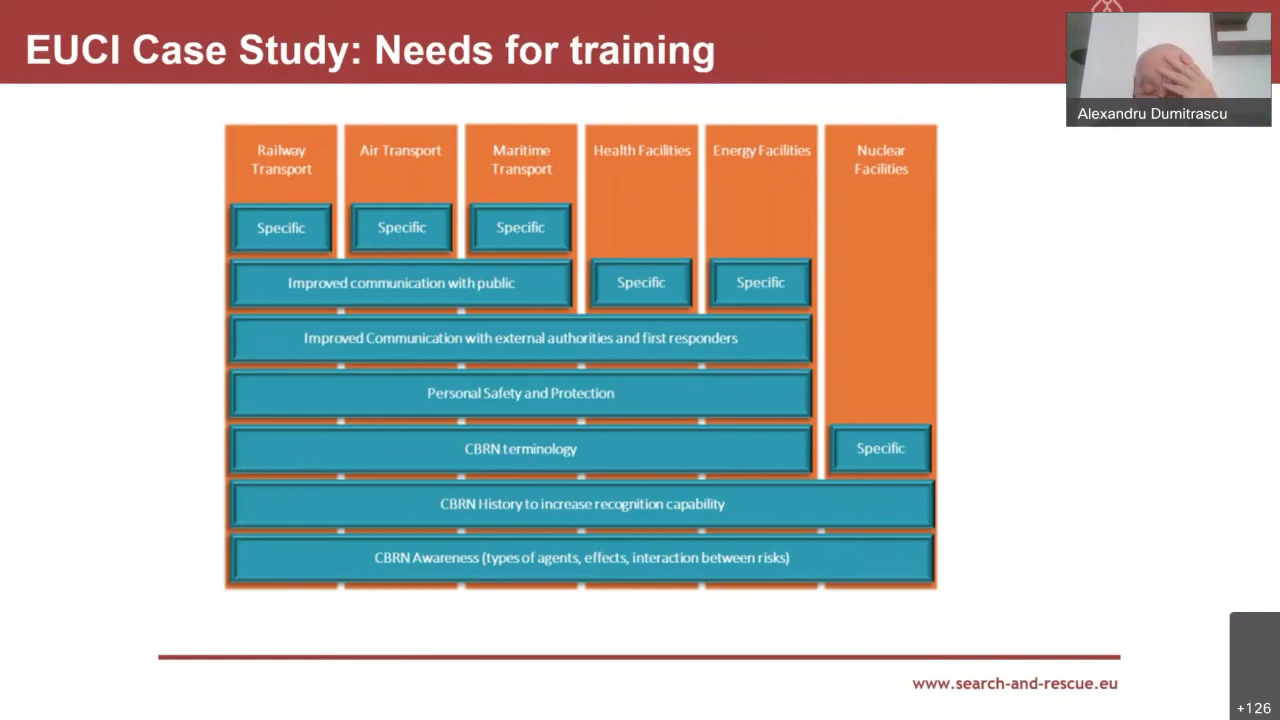 EUCI Case Study: Needs for training
Alexandru Dumitrascu
Railway
Transport
Air Transport
Maritime
Transport
Health Facilities
Energy Facilities
Nuclear
Facilities
Specific
Specific
Specific
Improved communication with public
Specific
Specific
Improved Communication with external authorities and first responders
Personal Safety and Protection
CBRN terminology
Specific
CBRN History to increase recognition capability
CBRN Awareness (types of agents, effects, interaction between risks)
www.search-and-rescue.eu
+126